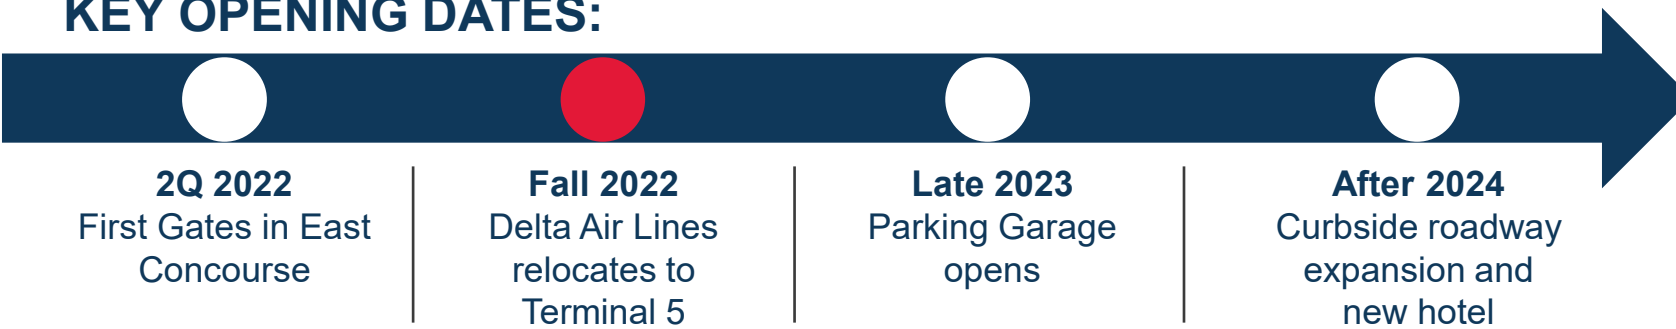 KEY OPENING DATES:
2Q 2022
First Gates in East
Concourse
Fall 2022
Delta Air Lines
relocates to
Terminal 5
Late 2023
Parking Garage
opens
After 2024
Curbside roadway
expansion and
new hotel